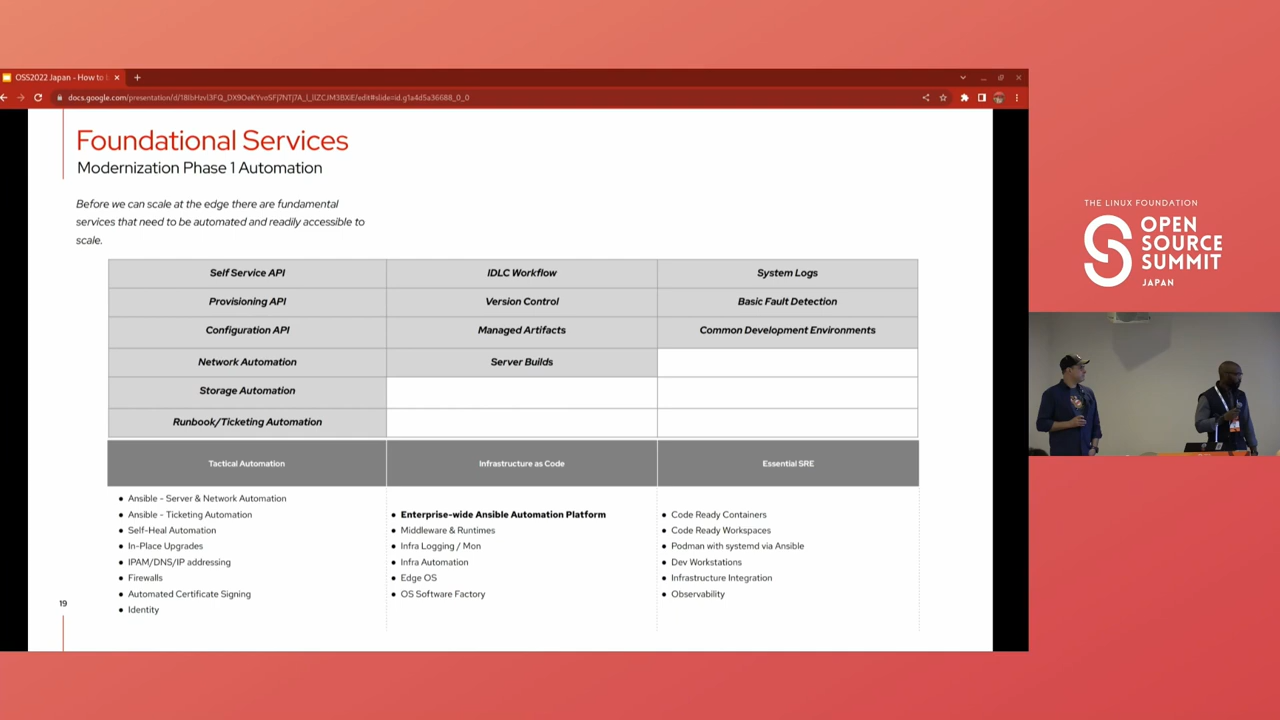 OSS2022 Japan - How to
docs.google.com/presentation/d/
Foundational Services
Modernization Phase 1 Automation
Before we can scale at the edge there are fundamental
services that need to be automated and readily accessible to
scale.
Self Service API
IDLC Workflow
System Logs
Provisioning API
Version Control
Basic Fault Detection
Configuration API
Managed Artifacts
Common Development Environments
Network Automation
Server Builds
Storage Automation
Runbook/Ticketing Automation
Tactical Automation
Infrastructure as Code
Essential SRE
Ansible - Server & Network Automation
Ansible - Ticketing Automation
Self-Heal Automation
In-Place Upgrades
IPAM/DNS/IP addressing
Firewalls
Automated Certificate Signing
Identity
Enterprise-wide Ansible Automation Platform
Middleware & Runtimes
Infra Logging / Mon
Infra Automation
Edge OS
OS Software Factory
Code Ready Containers
Code Ready Workspaces
Podman with systemd via Ansible
Dev Workstations
Infrastructure Integration
Observability
19
THE LINUX FOUNDATION
OPEN
SOURCE
SUMMIT
JAPAN